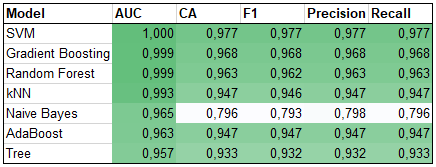 Model AUC CA F1 Precision Recall
SVM 1,000 0,977 0,977 0,977 0,977
Gradient Boosting 0,999 0,968 0,968 0,968 0,968
Random Forest 0,999 0,963 0,962 0,963 0,963
kNN 0,993 0,947 0,946 0,947 0,947
Naive Bayes 0,965 0,796 0,793 0,798 0,796
AdaBoost 0,963 0,947 0,947 0,947 0,947
Tree 0,957 0,933 0,932 0,932 0,933